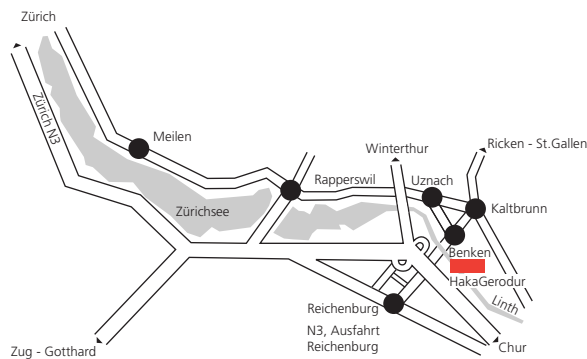 Zürich
Zürich N3
Meilen
Winterthur
Ricken - St.Gallen
Rapperswil
Uznach
Kaltbrunn
Zürichsee
Benken
HakaGerodur
Linth
Reichenburg
N3, Ausfahrt
Reichenburg
Zug - Gotthard
Chur